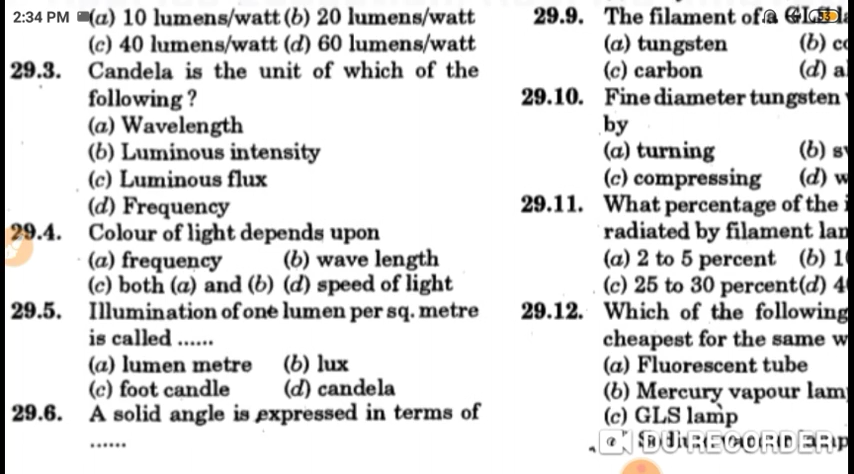 2:34 PM
(a) 10 lumens/watt (b) 20 lumens/watt
(c) 40 lumens/watt (d) 60 lumens/watt
29.3. Candela is the unit of which of the
following ?
(a) Wavelength
(b) Luminous intensity
(c) Luminous flux
(d) Frequency
29.4. Colour of light depends upon
(a) frequency (b) wave length
(c) both (a) and (b) (d) speed of light
29.5. Illumination of one lumen per sq. metre
is called ......
(a) lumen metre (b) lux
(c) foot candle (d) candela
29.6. A solid angle is expressed in terms of
......
29.9. The filament of a GLS
(a) tungsten (b)
(c) carbon (d)
29.10. Fine diameter tungsten
by
(a) turning (b)
(c) compressing (d)
29.11. What percentage of the
radiated by filament
(a) 2 to 5 percent (b)
(c) 25 to 30 percent (d)
29.12. Which of the following
cheapest for the same
(a) Fluorescent tube
(b) Mercury vapour
(c) GLS lamp
DU RECORDER